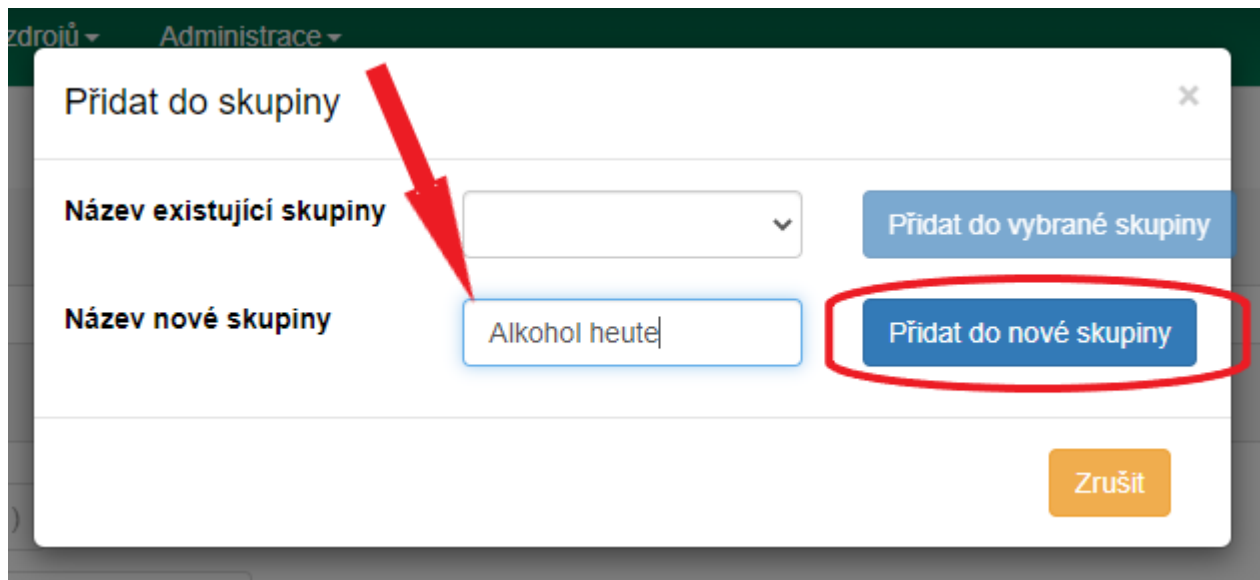 zdrojů Administrace
Přidat do skupiny ×
Název existující skupiny Přidat do vybrané skupiny
Název nové skupiny Alkohol heute Přidat do nové skupiny
Zrušit
)